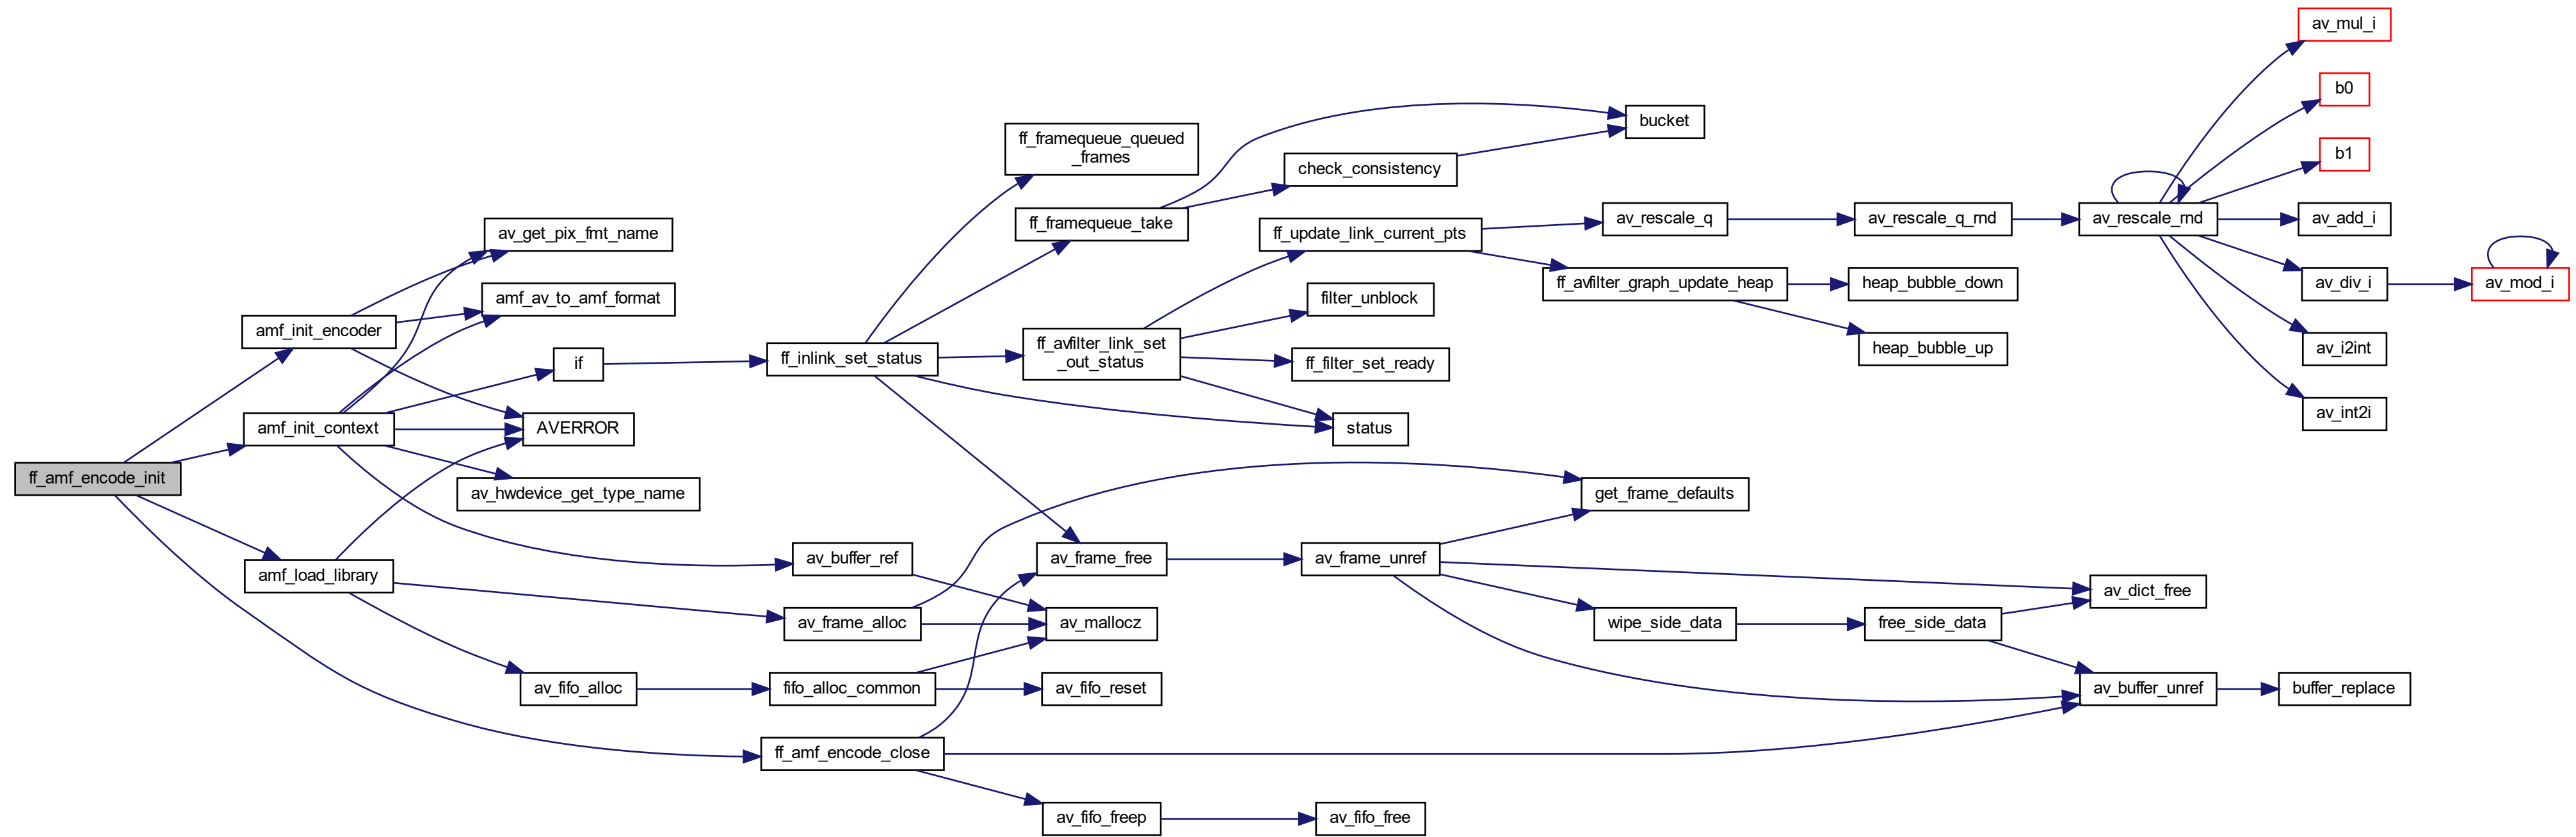 ff_amf_encode_init
amf_init_encoder
amf_init_context
amf_load_library
av_get_pix_fmt_name
amf_av_to_amf_format
if
AVERROR
av_hwdevice_get_type_name
av_fifo_alloc
ff_inlink_set_status
av_buffer_ref
av_frame_alloc
fifo_alloc_common
ff_amf_encode_close
ff_framequeue_queued
_frames
ff_framequeue_take
ff_avfilter_link_set
_out_status
av_frame_free
av_mallocz
av_fifo_reset
av_fifo_freep
check_consistency
ff_update_link_current_pts
filter_unblock
ff_filter_set_ready
status
av_frame_unref
av_fifo_free
bucket
av_rescale_q
ff_avfilter_graph_update_heap
get_frame_defaults
wipe_side_data
av_rescale_q_rnd
heap_bubble_down
heap_bubble_up
free_side_data
av_rescale_rnd
av_dict_free
av_buffer_unref
av_mul_i
b0
b1
av_add_i
av_div_i
av_i2int
av_int2i
buffer_replace
av_mod_i